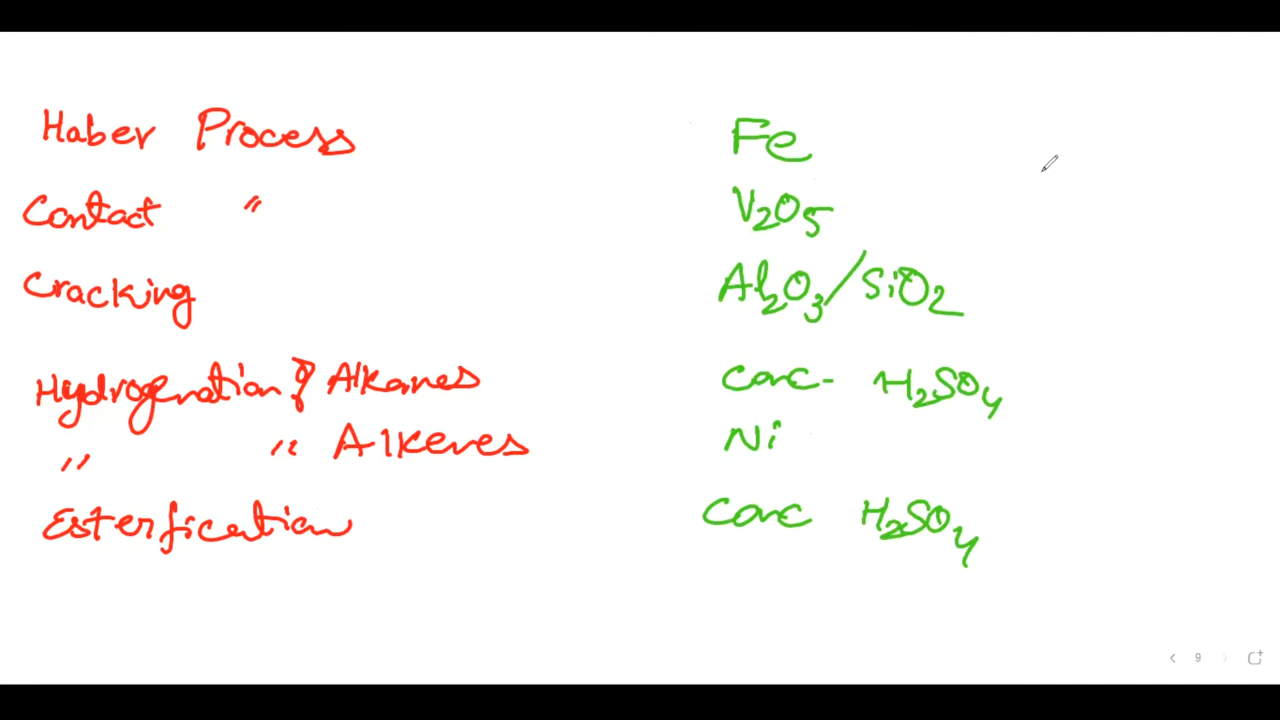 Haber Process Fe
Contact " V₂O₅
Cracking Al₂O₃/SiO₂
Hydrogenation of Alkanes conc- H₂SO₄
" " Alkenes Ni
Esterfication conc H₂SO₄
9